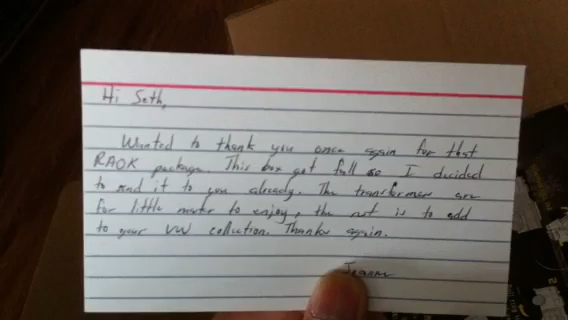 Hi Seth,
Wanted to thank you once again for that
RAOK package. This box got full so I decided
to send it to you already. The transformers are
for little to enjoy, the rest is to add
to your VW collection. Thanks again.